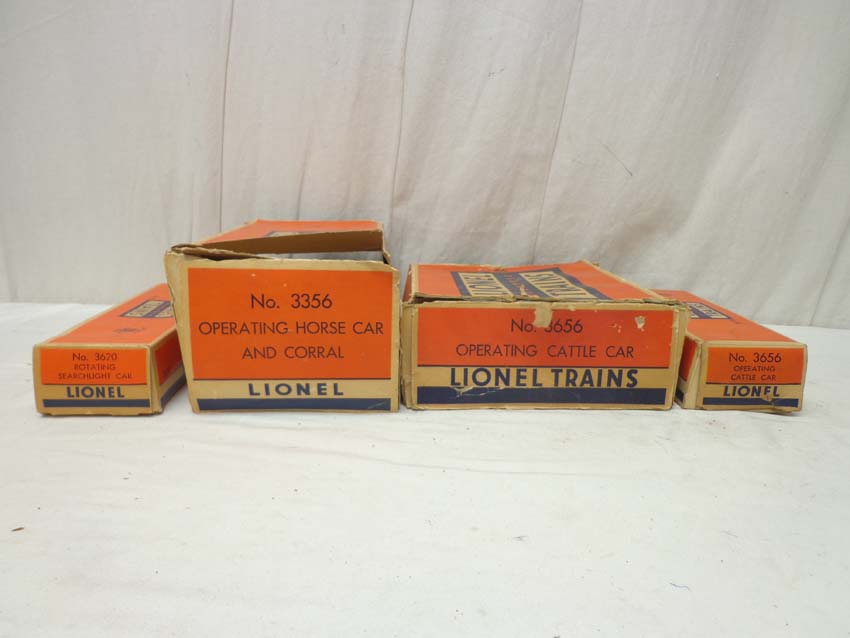 No. 3620
ROTATING
SEARCHLIGHT CAR
LIONEL
No. 3356
OPERATING HORSE CAR
AND CORRAL
LIONEL
LIONEL
No. 3656
OPERATING CATTLE CAR
LIONEL TRAINS
No. 3656
OPERATING
CATTLE CAR
LIONEL